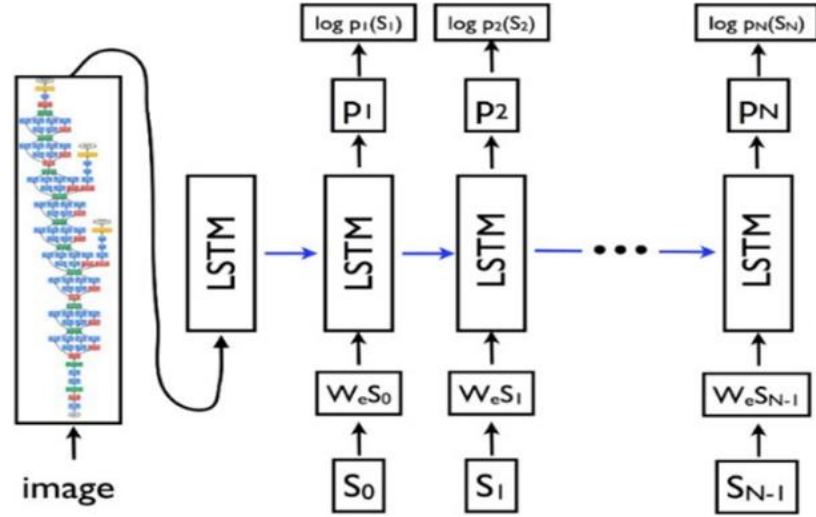 log p₁(S₁) log p₂(S₂) log pN(SN)
p₁ p₂ pN
LSTM LSTM LSTM LSTM
WeS₀ WeS₁ WeSN-1
image S₀ S₁ SN-1